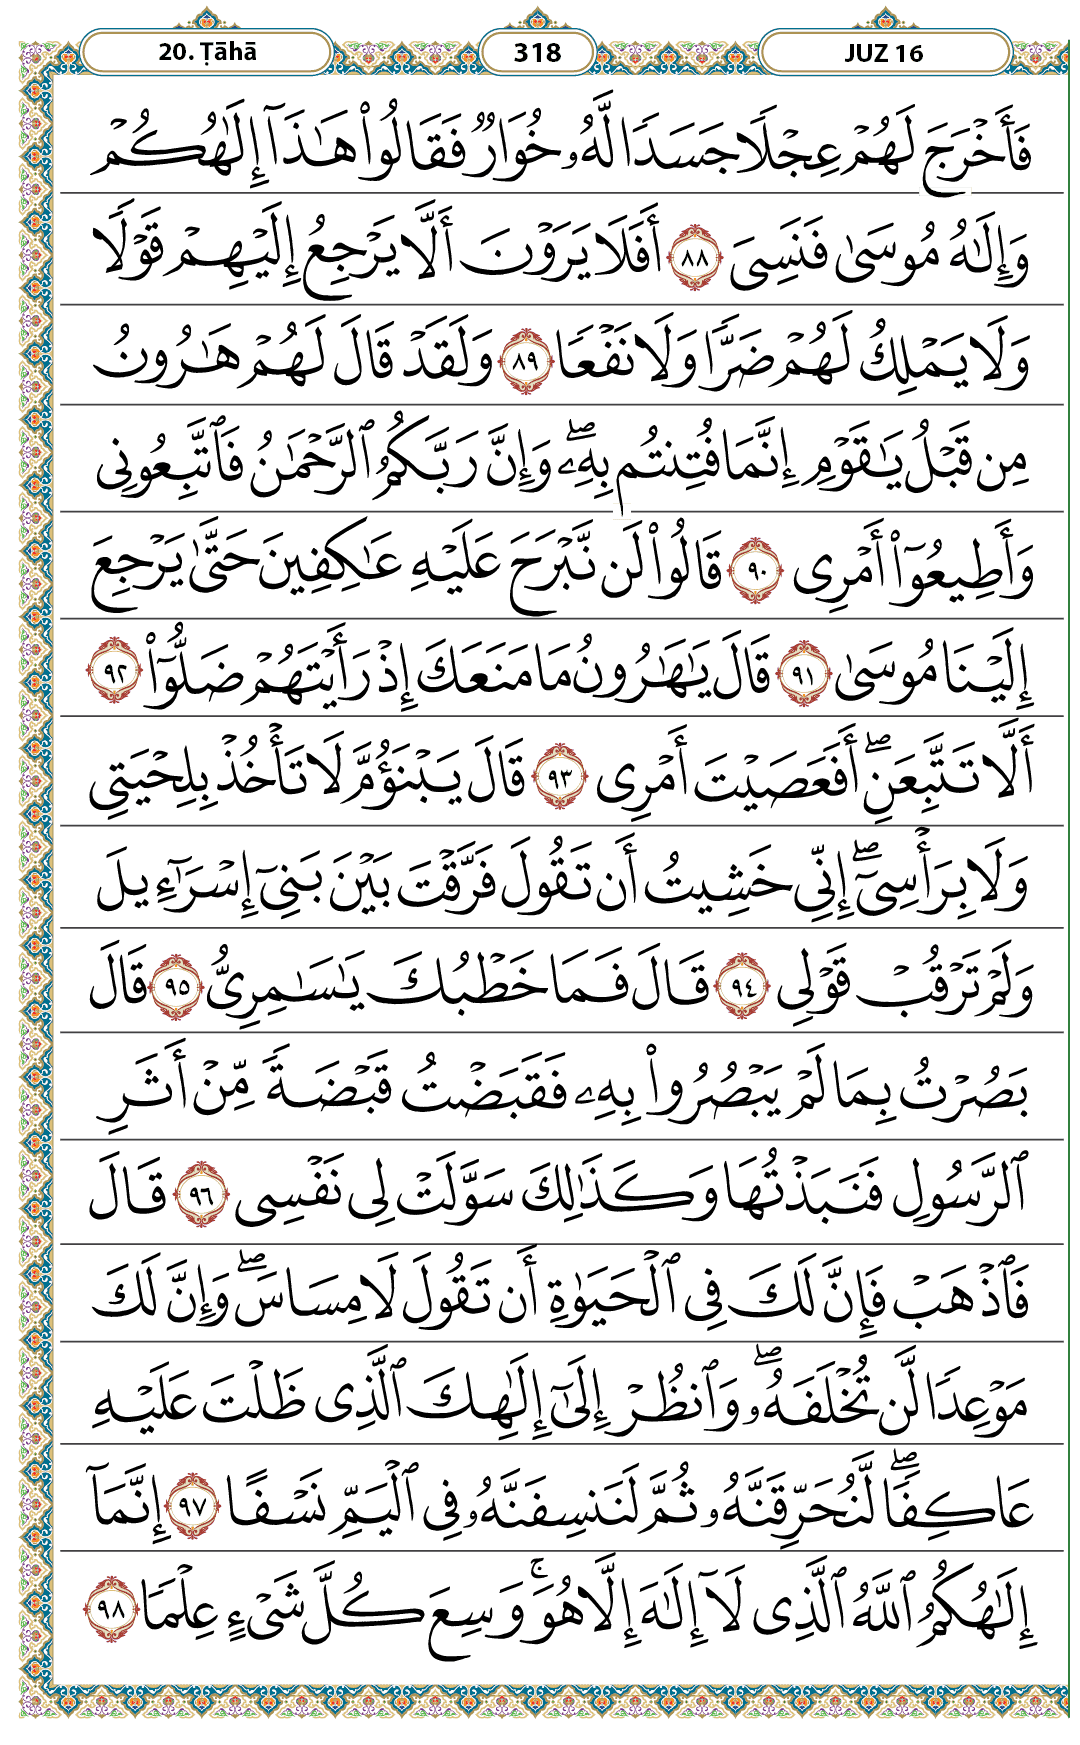 20. Ṭāhā 318 JUZ 16
فَأَخْرَجَ لَهُمْ عِجْلًا جَسَدًا لَّهُۥ خُوَارٌ فَقَالُوا۟ هَـٰذَآ إِلَـٰهُكُمْ
وَإِلَـٰهُ مُوسَىٰ فَنَسِىَ ٨٨ أَفَلَا يَرَوْنَ أَلَّا يَرْجِعُ إِلَيْهِمْ قَوْلًا
وَلَا يَمْلِكُ لَهُمْ ضَرًّا وَلَا نَفْعًا ٨٩ وَلَقَدْ قَالَ لَهُمْ هَـٰرُونُ
مِن قَبْلُ يَـٰقَوْمِ إِنَّمَا فُتِنتُم بِهِۦ ۖ وَإِنَّ رَبَّكُمُ ٱلرَّحْمَـٰنُ فَٱتَّبِعُونِى
وَأَطِيعُوٓا۟ أَمْرِى ٩٠ قَالُوا۟ لَن نَّبْرَحَ عَلَيْهِ عَـٰكِفِينَ حَتَّىٰ يَرْجِعَ
إِلَيْنَا مُوسَىٰ ٩١ قَالَ يَـٰهَـٰرُونُ مَا مَنَعَكَ إِذْ رَأَيْتَهُمْ ضَلُّوٓا۟ ٩٢
أَلَّا تَتَّبِعَنِ ۖ أَفَعَصَيْتَ أَمْرِى ٩٣ قَالَ يَبْنَؤُمَّ لَا تَأْخُذْ بِلِحْيَتِى
وَلَا بِرَأْسِىٓ ۖ إِنِّى خَشِيتُ أَن تَقُولَ فَرَّقْتَ بَيْنَ بَنِىٓ إِسْرَٰٓءِيلَ
وَلَمْ تَرْقُبْ قَوْلِى ٩٤ قَالَ فَمَا خَطْبُكَ يَـٰسَـٰمِرِىُّ ٩٥ قَالَ
بَصُرْتُ بِمَا لَمْ يَبْصُرُوا۟ بِهِۦ فَقَبَضْتُ قَبْضَةً مِّنْ أَثَرِ
ٱلرَّسُولِ فَنَبَذْتُهَا وَكَذَٰلِكَ سَوَّلَتْ لِى نَفْسِى ٩٦ قَالَ
فَٱذْهَبْ فَإِنَّ لَكَ فِى ٱلْحَيَوٰةِ أَن تَقُولَ لَا مِسَاسَ ۖ وَإِنَّ لَكَ
مَوْعِدًا لَّن تُخْلَفَهُۥ ۖ وَٱنظُرْ إِلَىٰٓ إِلَـٰهِكَ ٱلَّذِى ظَلْتَ عَلَيْهِ
عَاكِفًا ۖ لَّنُحَرِّقَنَّهُۥ ثُمَّ لَنَنسِفَنَّهُۥ فِى ٱلْيَمِّ نَسْفًا ٩٧ إِنَّمَآ
إِلَـٰهُكُمُ ٱللَّهُ ٱلَّذِى لَآ إِلَـٰهَ إِلَّا هُوَ ۚ وَسِعَ كُلَّ شَىْءٍ عِلْمًا ٩٨